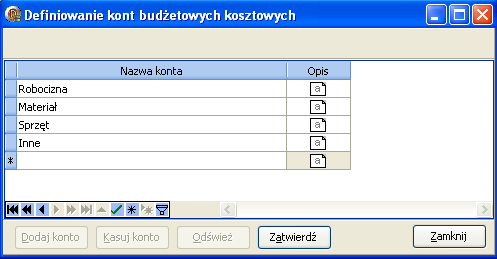 Definiowanie kont budżetowych kosztowych
Nazwa konta Opis
Robocizna a
Materiał a
Sprzęt a
Inne a
* a
Dodaj konto Kasuj konto Odśwież Zatwierdź Zamknij